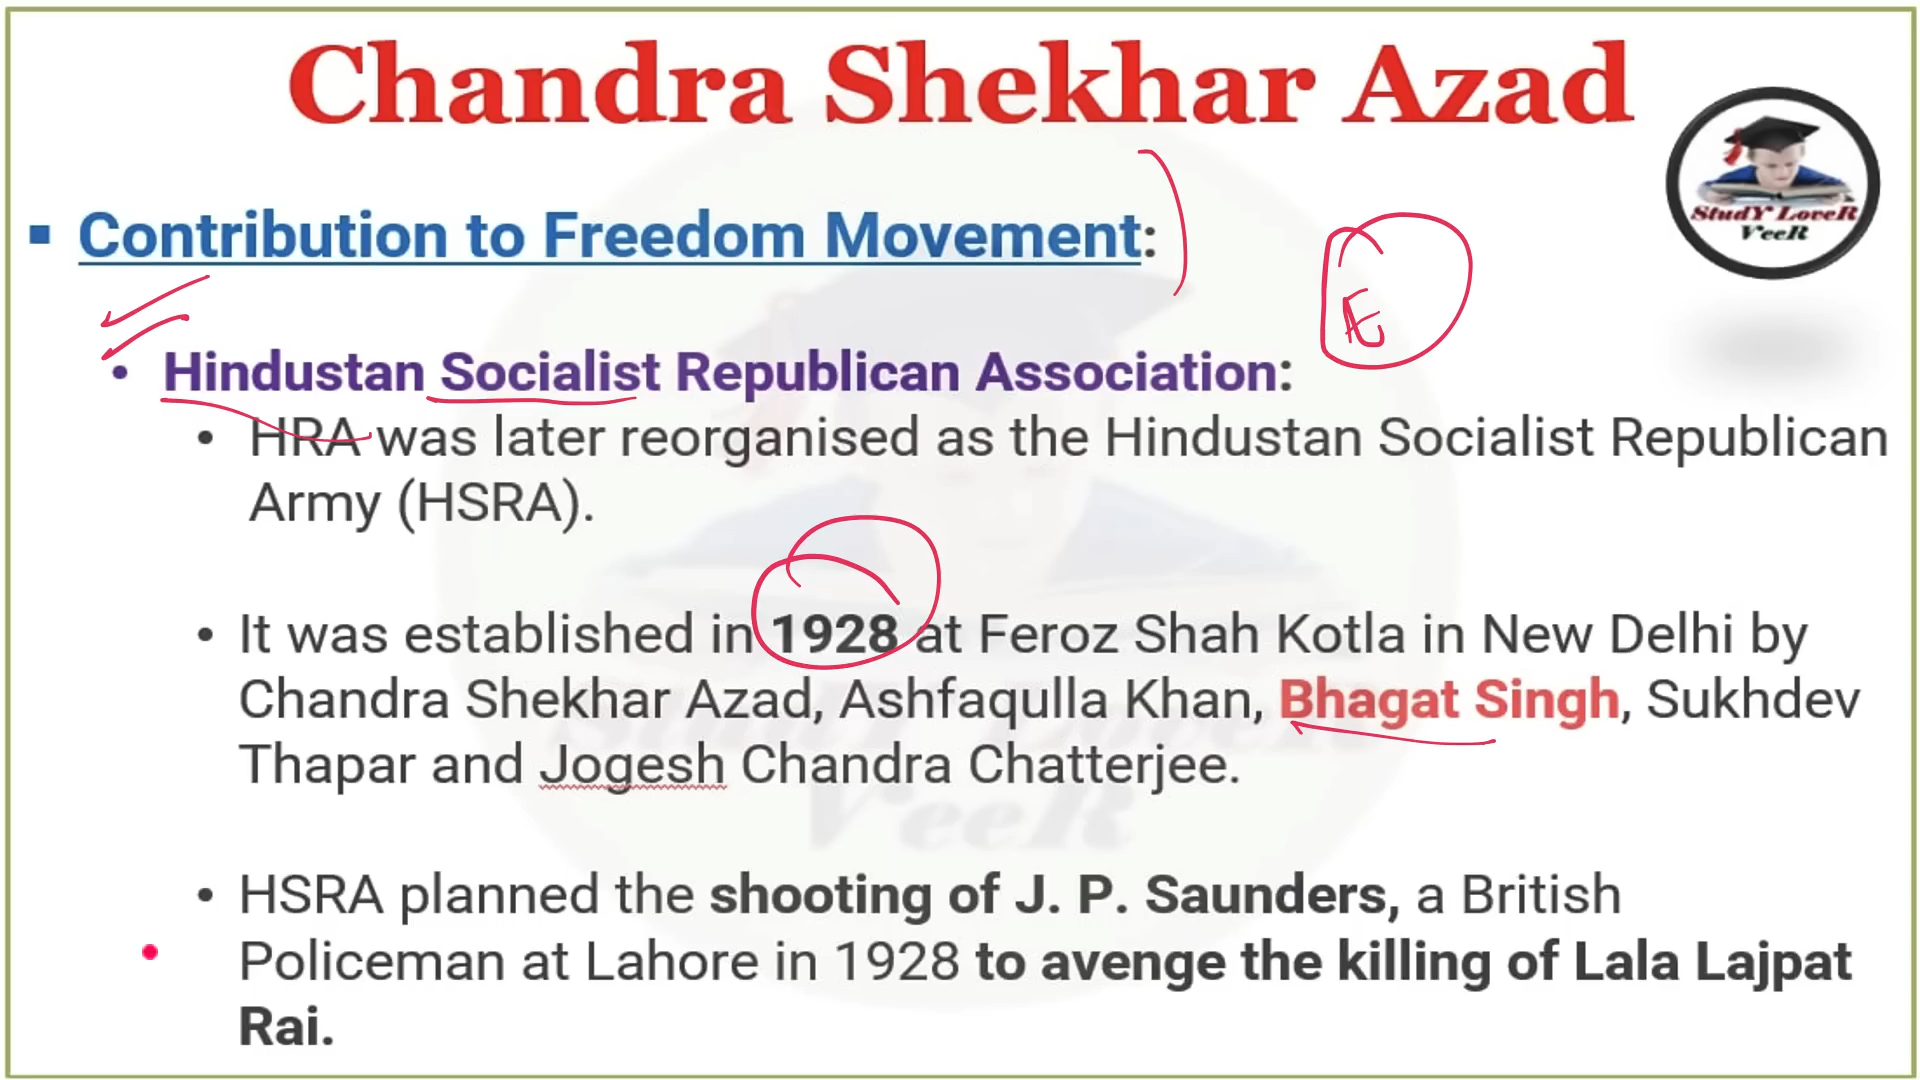 Chandra Shekhar Azad
StudY LoveR
VeeR
▪ Contribution to Freedom Movement:
E
• Hindustan Socialist Republican Association:
• HRA was later reorganised as the Hindustan Socialist Republican
Army (HSRA).
• It was established in 1928 at Feroz Shah Kotla in New Delhi by
Chandra Shekhar Azad, Ashfaqulla Khan, Bhagat Singh, Sukhdev
Thapar and Jogesh Chandra Chatterjee.
StudY LoveR
VeeR
• HSRA planned the shooting of J. P. Saunders, a British
Policeman at Lahore in 1928 to avenge the killing of Lala Lajpat
Rai.